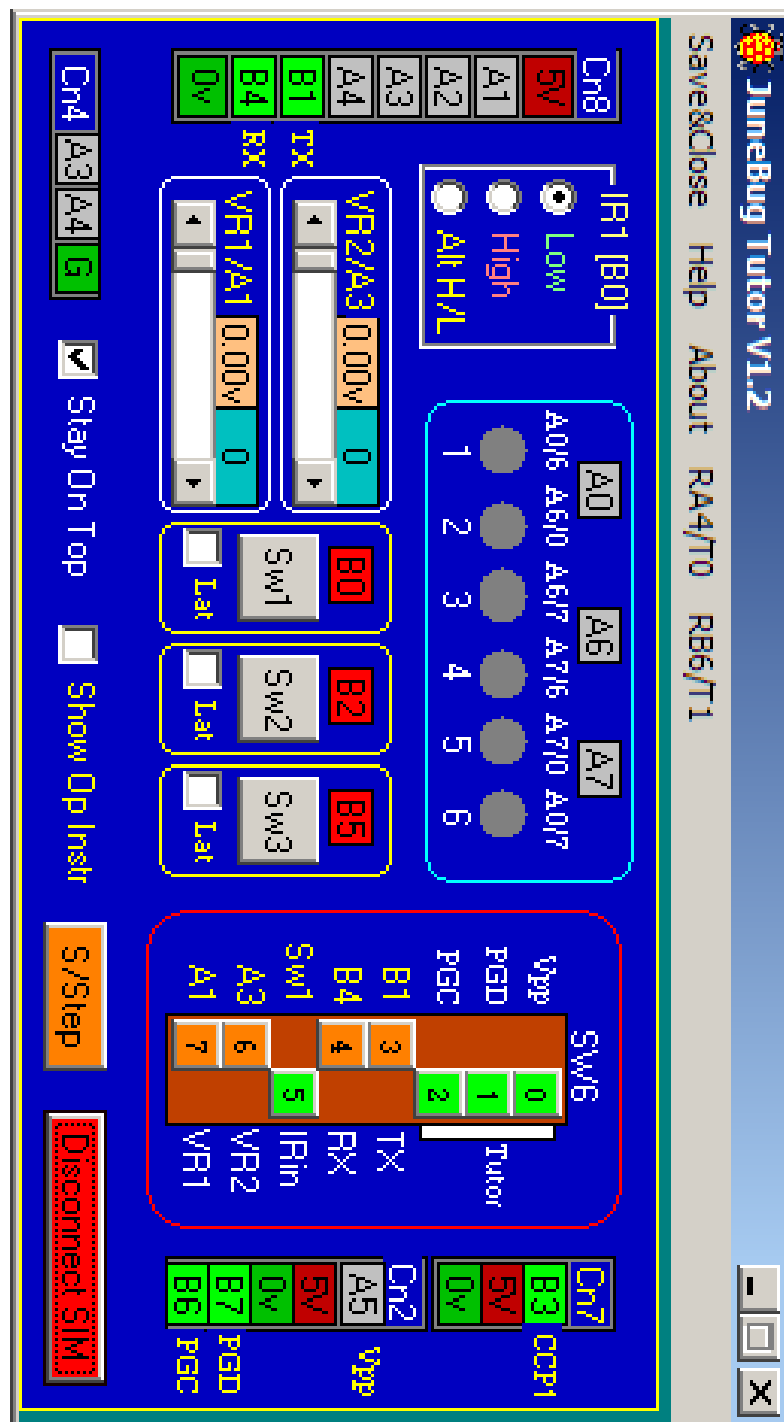 JuneBug Tutor V1.2
Save&Close Help About RA4/T0 RB6/T1
Cn8
5V
A1
A2
A3
A4
B1 TX
B4 RX
0v
IR1 [B0]
Low
High
Alt H/L
A0 A6 A7
A0/6 A6/0 A6/7 A7/6 A7/0 A0/7
1 2 3 4 5 6
VR2/A3 0.00v 0
VR1/A1 0.00v 0
B0
Sw1
Lat
B2
Sw2
Lat
B5
Sw3
Lat
SW6
Vpp 0
PGD 1 Tutor
PGC 2
B1 3 TX
B4 4 RX
Sw1 5 IRin
A3 6 VR2
A1 7 VR1
Cn7
B3 CCP1
5V
0v
Cn2
A5 Vpp
5V
0v
B7 PGD
B6 PGC
Cn4 A3 A4 G
Stay On Top
Show Op Instr
S/Step
Disconnect SIM